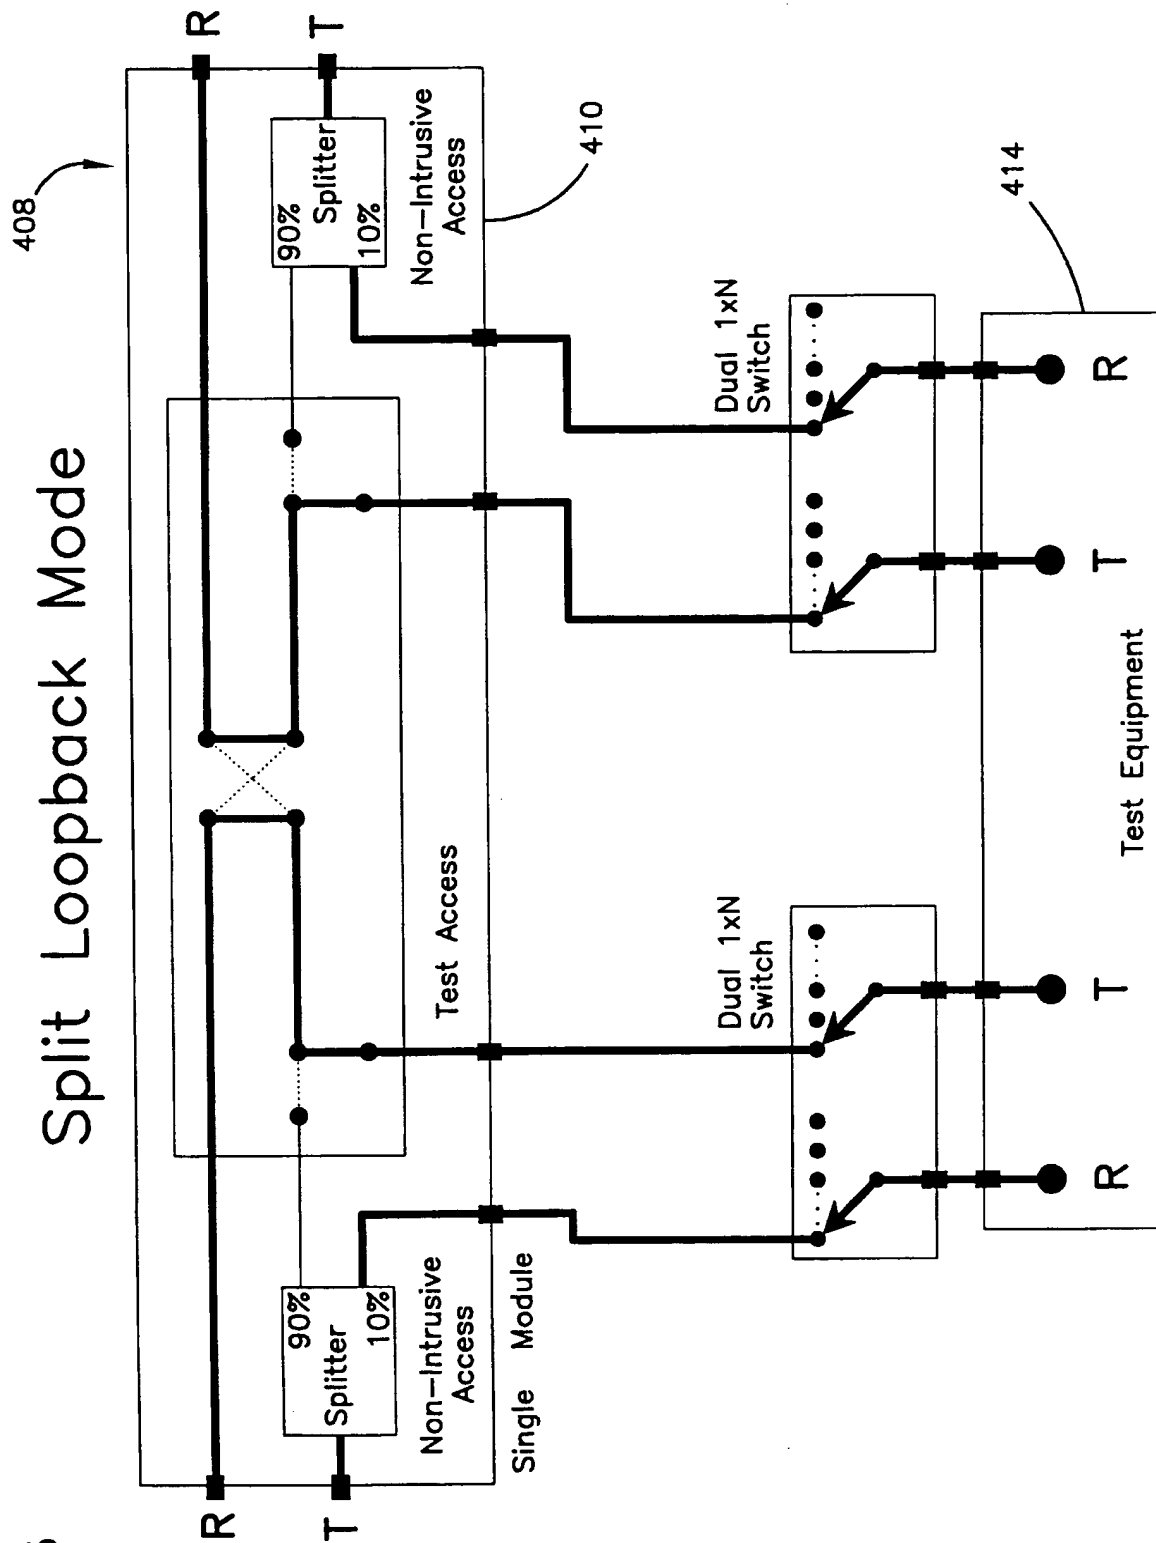 Split Loopback Mode
408
R
R
T
T
90%
Splitter
10%
90%
Splitter
10%
Non-Intrusive
Access
Test Access
Non-Intrusive
Access
Single Module
410
Dual 1xN
Switch
Dual 1xN
Switch
414
R
T
T
R
Test Equipment